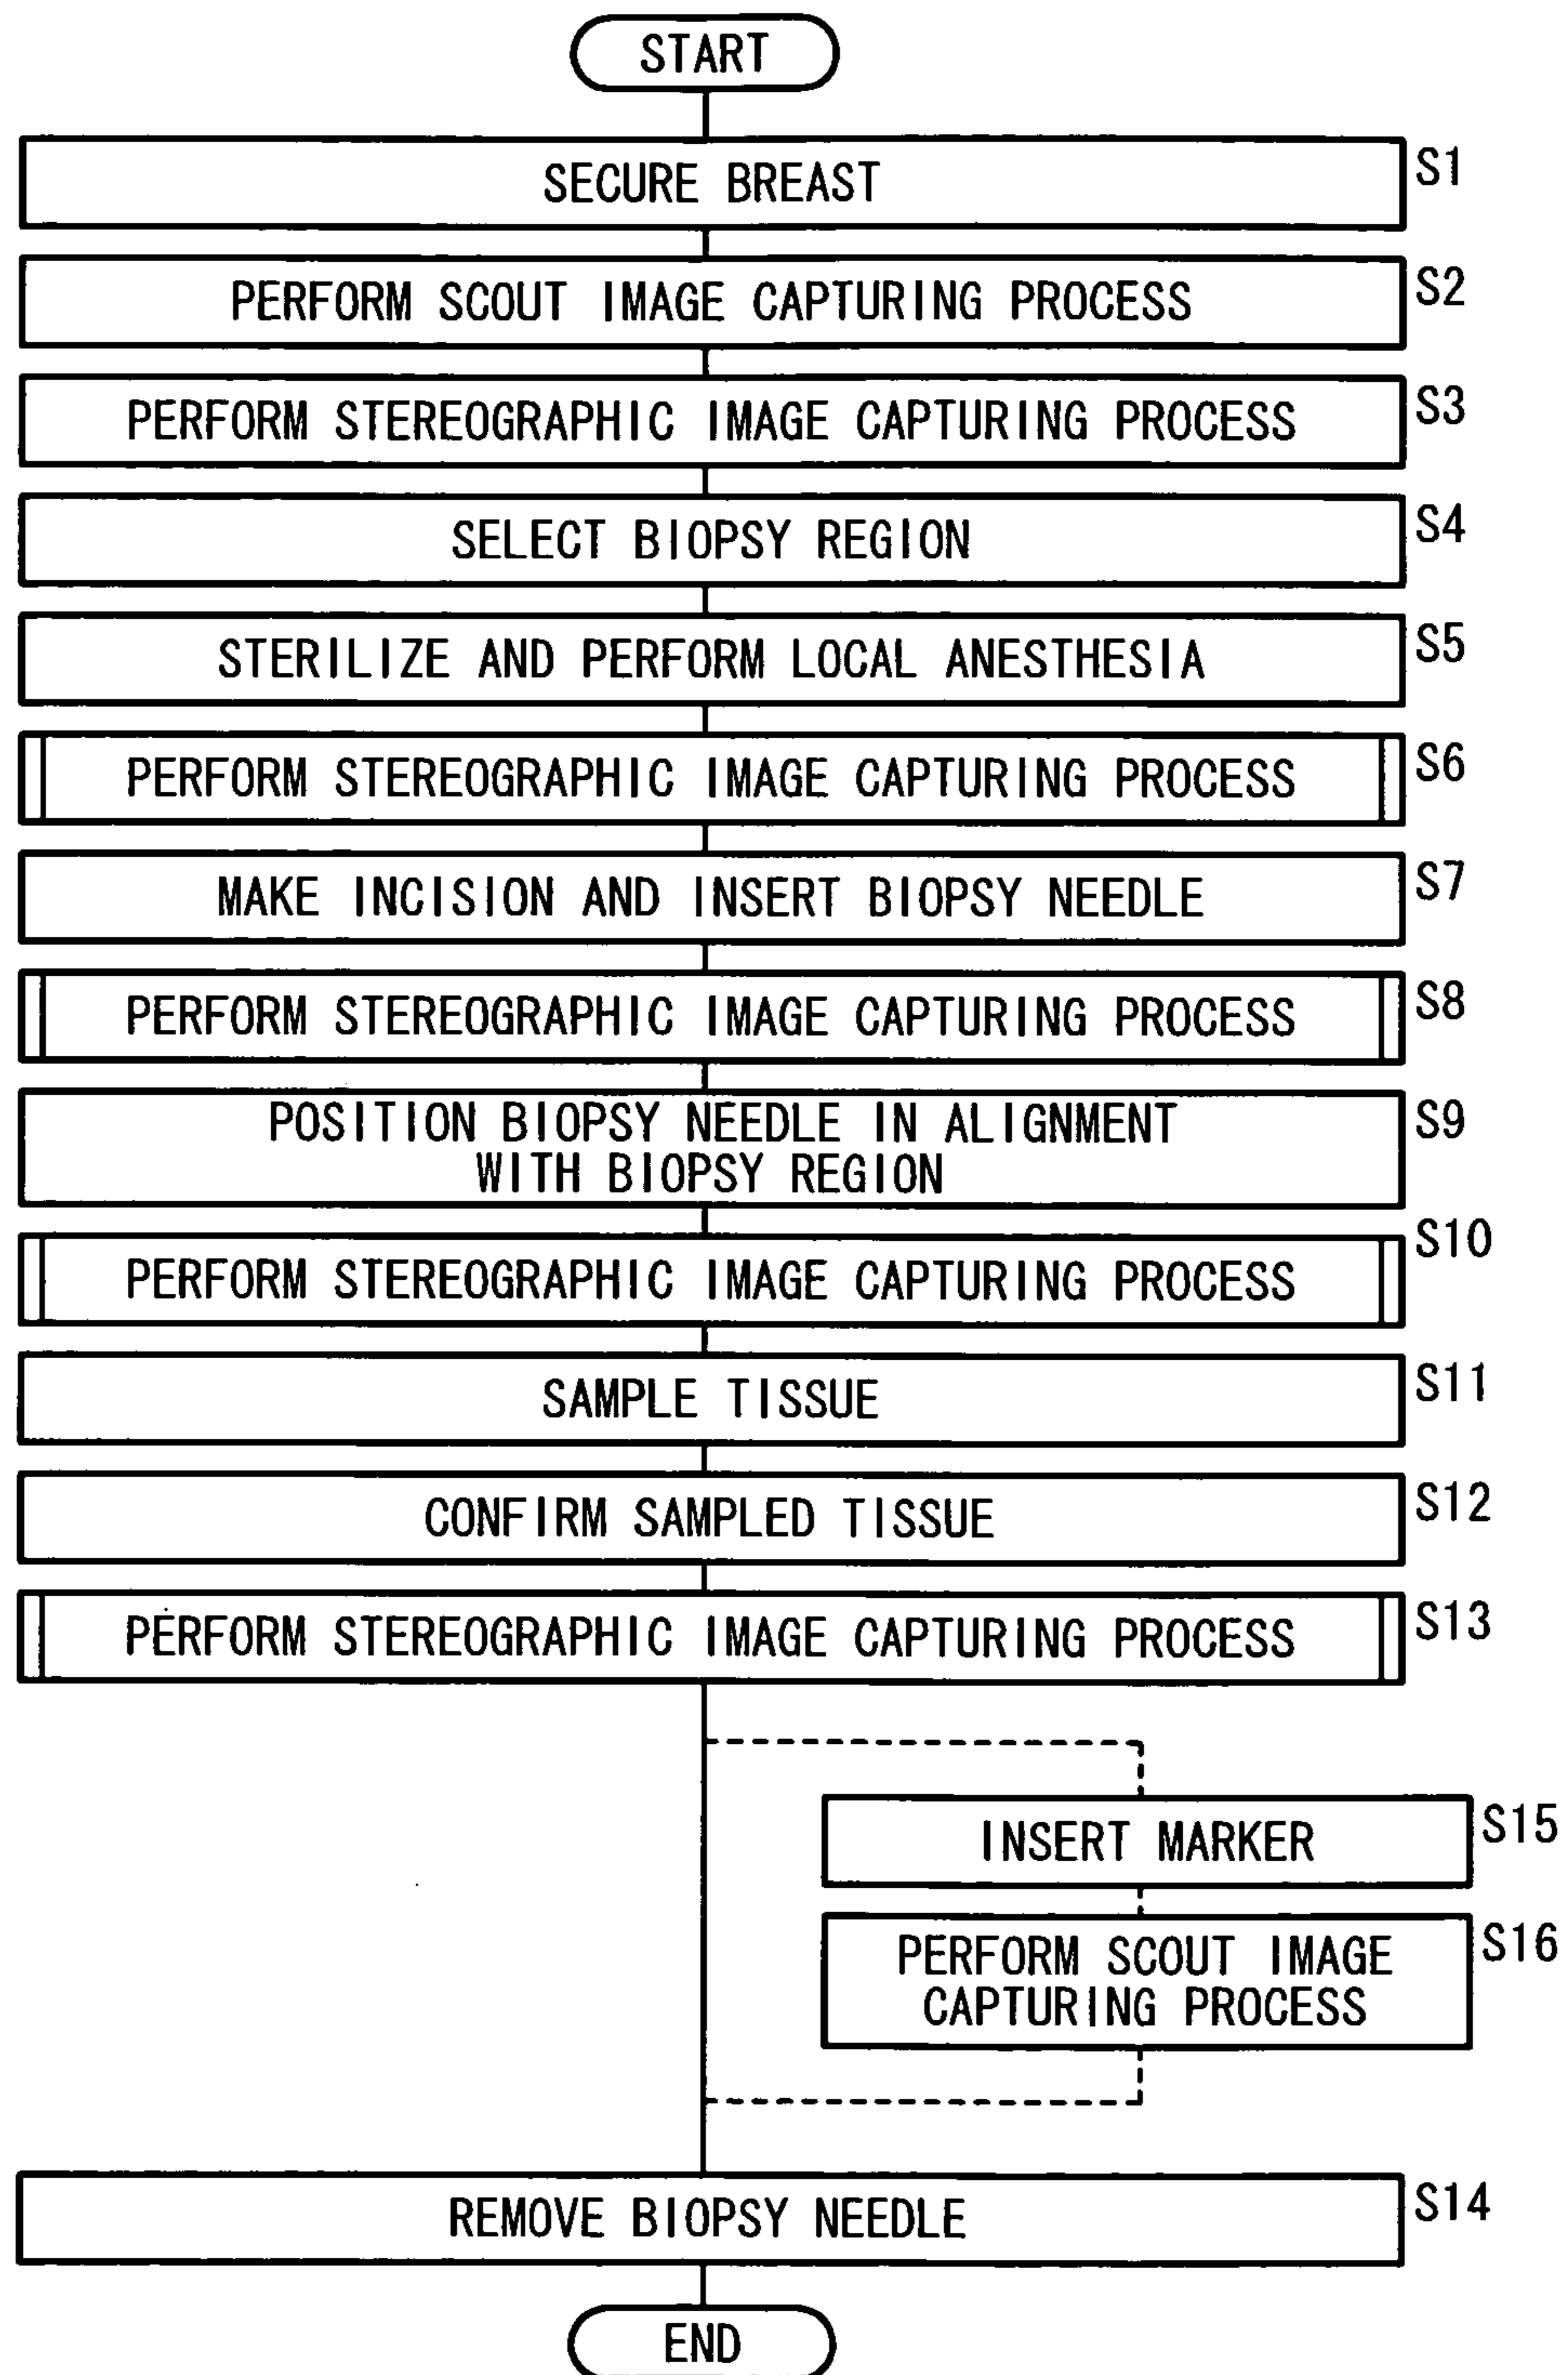 START
SECURE BREAST
S1
PERFORM SCOUT IMAGE CAPTURING PROCESS
S2
PERFORM STEREOGRAPHIC IMAGE CAPTURING PROCESS
S3
SELECT BIOPSY REGION
S4
STERILIZE AND PERFORM LOCAL ANESTHESIA
S5
PERFORM STEREOGRAPHIC IMAGE CAPTURING PROCESS
S6
MAKE INCISION AND INSERT BIOPSY NEEDLE
S7
PERFORM STEREOGRAPHIC IMAGE CAPTURING PROCESS
S8
POSITION BIOPSY NEEDLE IN ALIGNMENT
WITH BIOPSY REGION
S9
PERFORM STEREOGRAPHIC IMAGE CAPTURING PROCESS
S10
SAMPLE TISSUE
S11
CONFIRM SAMPLED TISSUE
S12
PERFORM STEREOGRAPHIC IMAGE CAPTURING PROCESS
S13
INSERT MARKER
S15
PERFORM SCOUT IMAGE
CAPTURING PROCESS
S16
REMOVE BIOPSY NEEDLE
S14
END